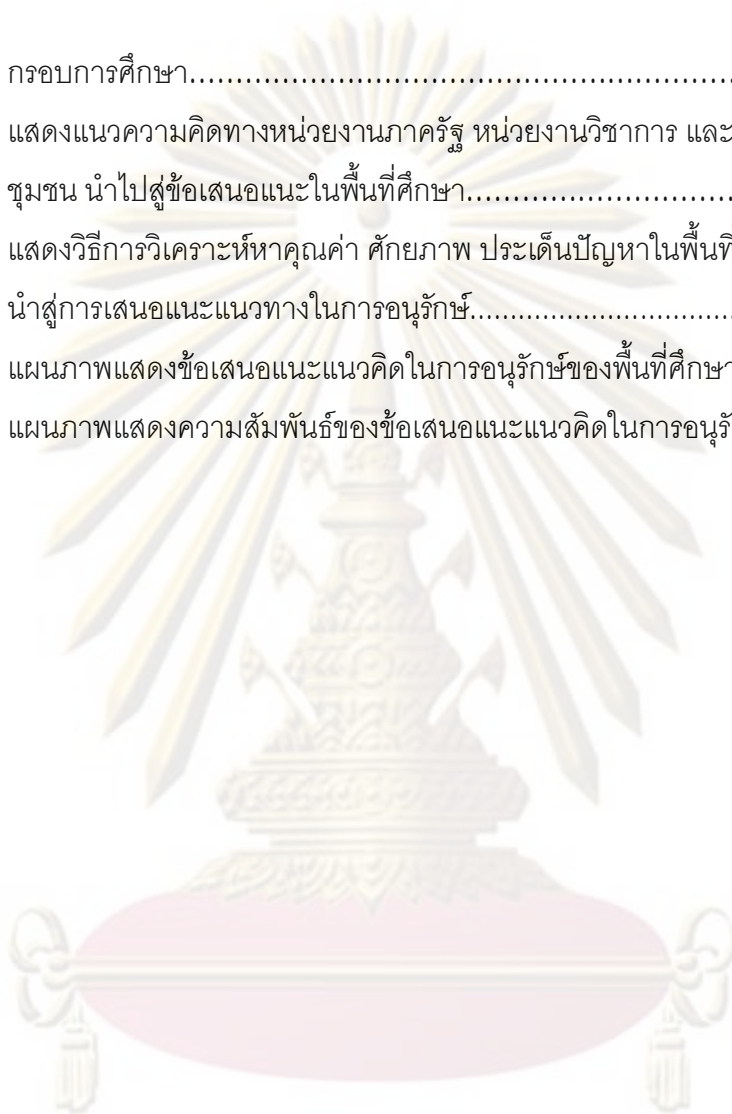 กรอบการศึกษา................................................................
แสดงแนวความคิดทางหน่วยงานภาครัฐ หน่วยงานวิชาการ และ
ชุมชน นำไปสู่ข้อเสนอแนะในพื้นที่ศึกษา..............................
แสดงวิธีการวิเคราะห์หาคุณค่า ศักยภาพ ประเด็นปัญหาในพื้นที่
นำสู่การเสนอแนะแนวทางในการอนุรักษ์................................
แผนภาพแสดงข้อเสนอแนะแนวคิดในการอนุรักษ์ของพื้นที่ศึกษา
แผนภาพแสดงความสัมพันธ์ของข้อเสนอแนะแนวคิดในการอนุรั